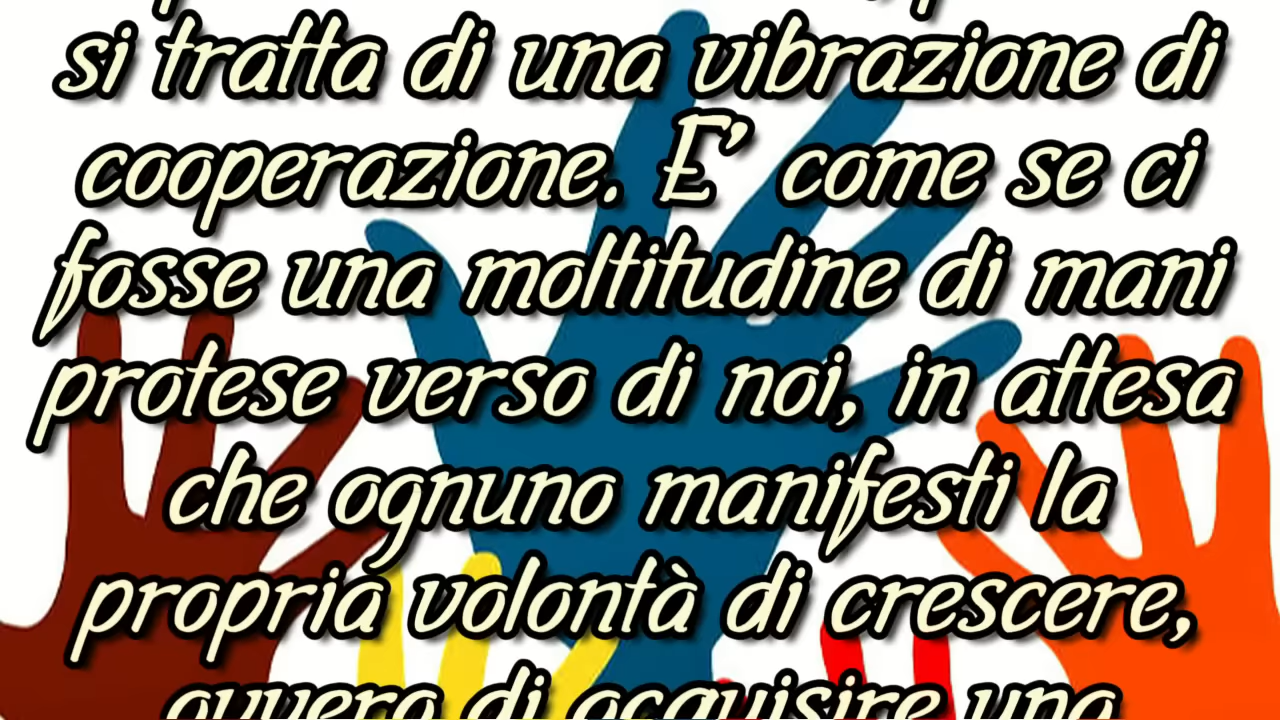 si tratta di una vibrazione di
cooperazione. E' come se ci
fosse una moltitudine di mani
protese verso di noi, in attesa
che ognuno manifesti la
propria volontà di crescere,
ovvero di acquisire una